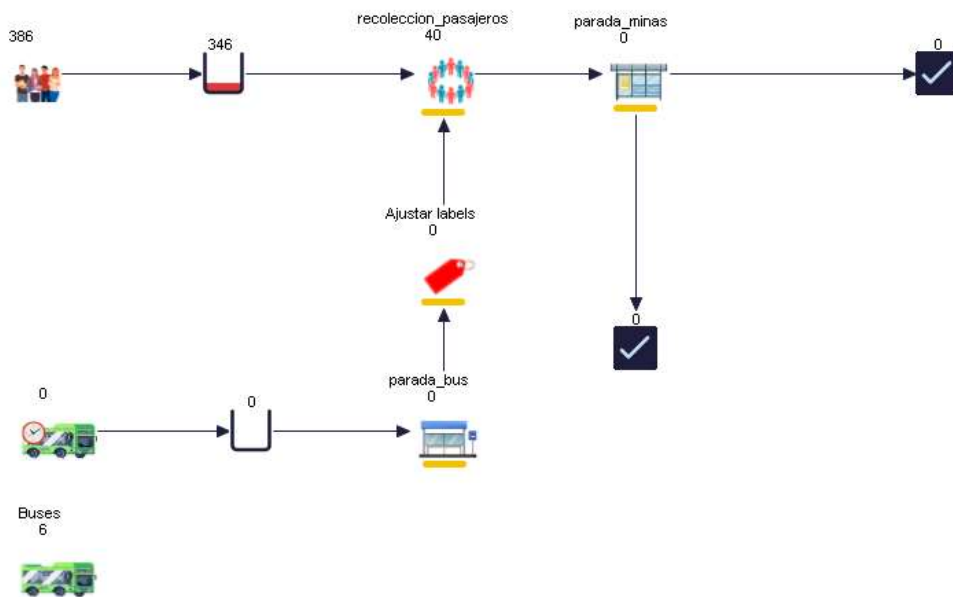 recoleccion_pasajeros
parada_minas
386
346
40
0
0
Ajustar labels
0
0
parada_bus
0
0
0
Buses
6